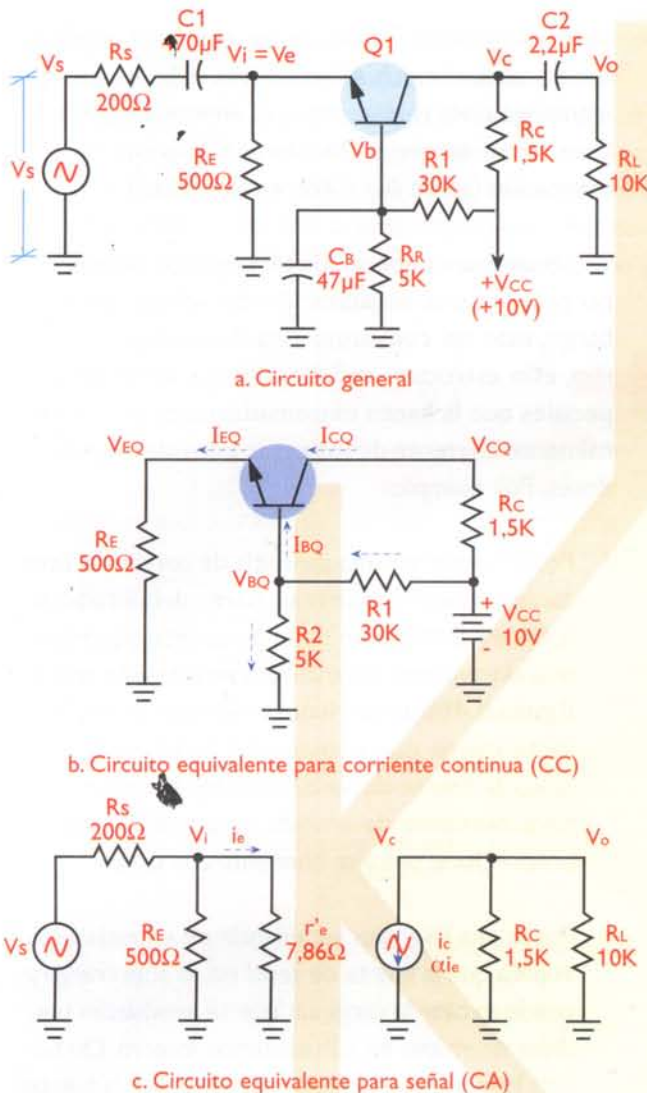 C1
470µF
C2
2,2µF
Vs
Rs
200Ω
Vi = Ve
Q1
Vc
Vo
Vs
RE
500Ω
Vb
R1
30K
RC
1,5K
RL
10K
CB
47µF
RR
5K
+VCC
(+10V)
a. Circuito general
VEQ
IEQ
ICQ
VCQ
RE
500Ω
IBQ
VBQ
RC
1,5K
R1
30K
R2
5K
+
VCC
10V
-
b. Circuito equivalente para corriente continua (CC)
Rs
200Ω
Vi
ie
Vc
Vo
Vs
RE
500Ω
r'e
7,86Ω
ic
αie
RC
1,5K
RL
10K
c. Circuito equivalente para señal (CA)